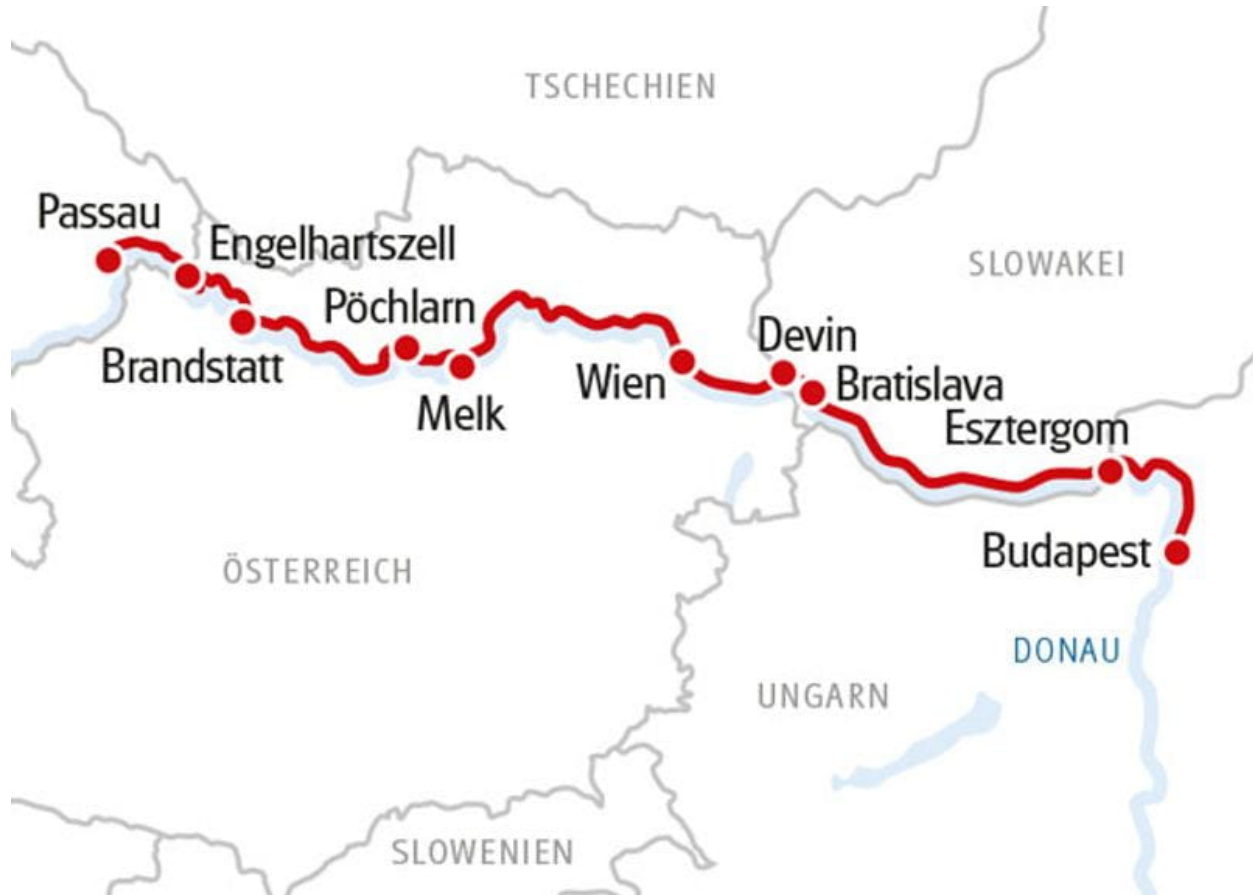 TSCHECHIEN
Passau
Engelhartszell
SLOWAKEI
Pöchlarn
Devin
Brandstatt
Wien
Bratislava
Melk
Esztergom
Budapest
ÖSTERREICH
DONAU
UNGARN
SLOWENIEN